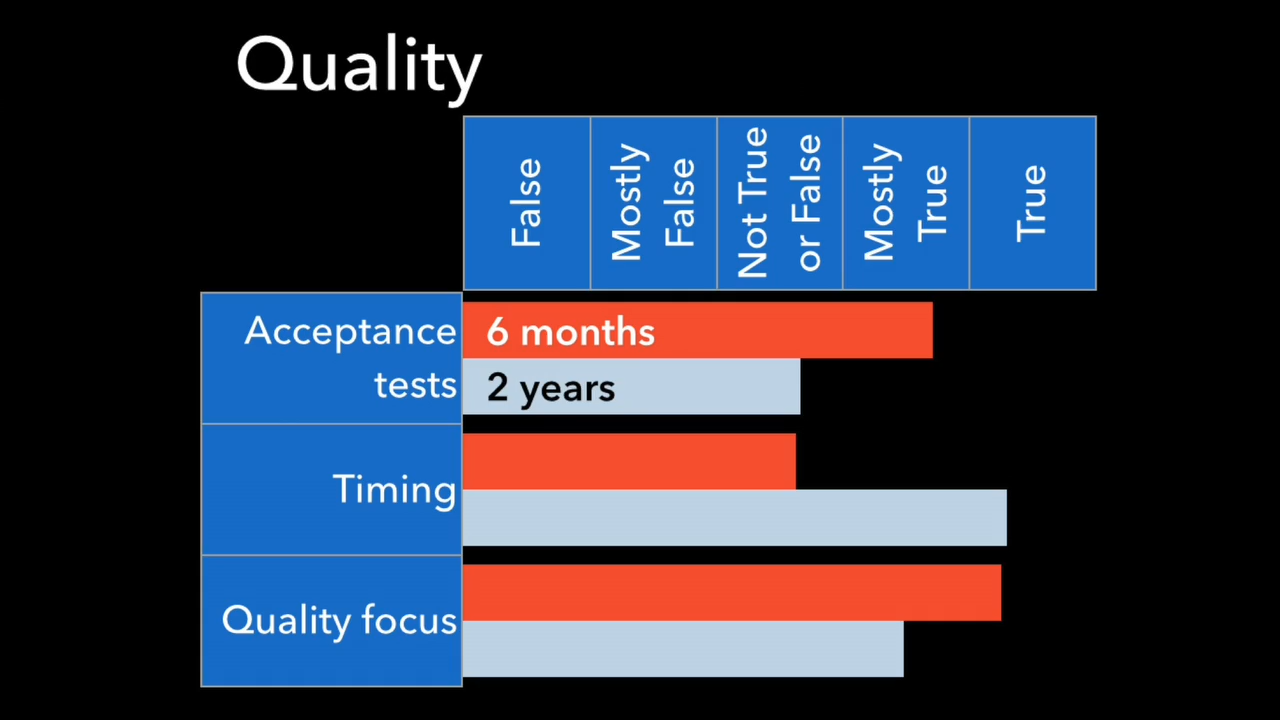 Quality
False
Mostly
False
Not True
or False
Mostly
True
True
Acceptance
tests
6 months
2 years
Timing
Quality focus